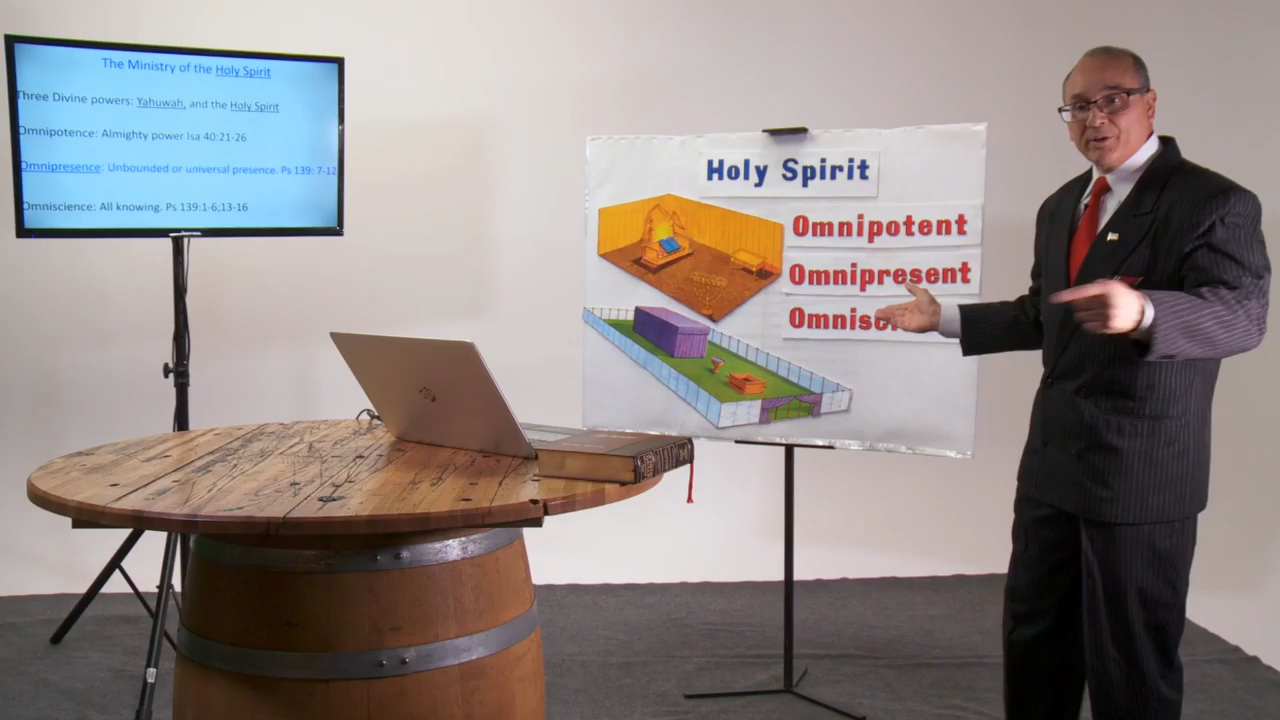 The Ministry of the Holy Spirit
Three Divine powers: Yahuwah, and the Holy Spirit
Omnipotence: Almighty power Isa 40:21-26
Omnipresence: Unbounded or universal presence. Ps 139: 7-12
Omniscience: All knowing. Ps 139:1-6;13-16
Holy Spirit
Omnipotent
Omnipresent